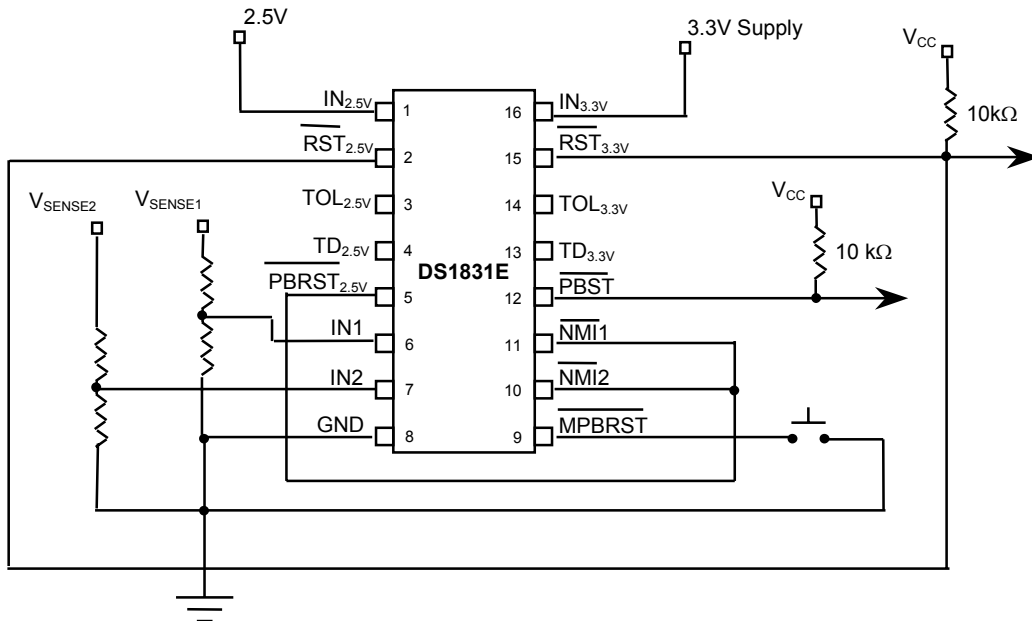 2.5V
3.3V Supply
V_CC
10kΩ
IN2.5V
1
16
IN3.3V
RST2.5V
2
15
RST3.3V
VSENSE2
VSENSE1
TOL2.5V
3
14
TOL3.3V
VCC
10 kΩ
TD2.5V
4
13
TD3.3V
DS1831E
PBRST2.5V
5
12
PBST
IN1
6
11
NMI1
IN2
7
10
NMI2
GND
8
9
MPBRST